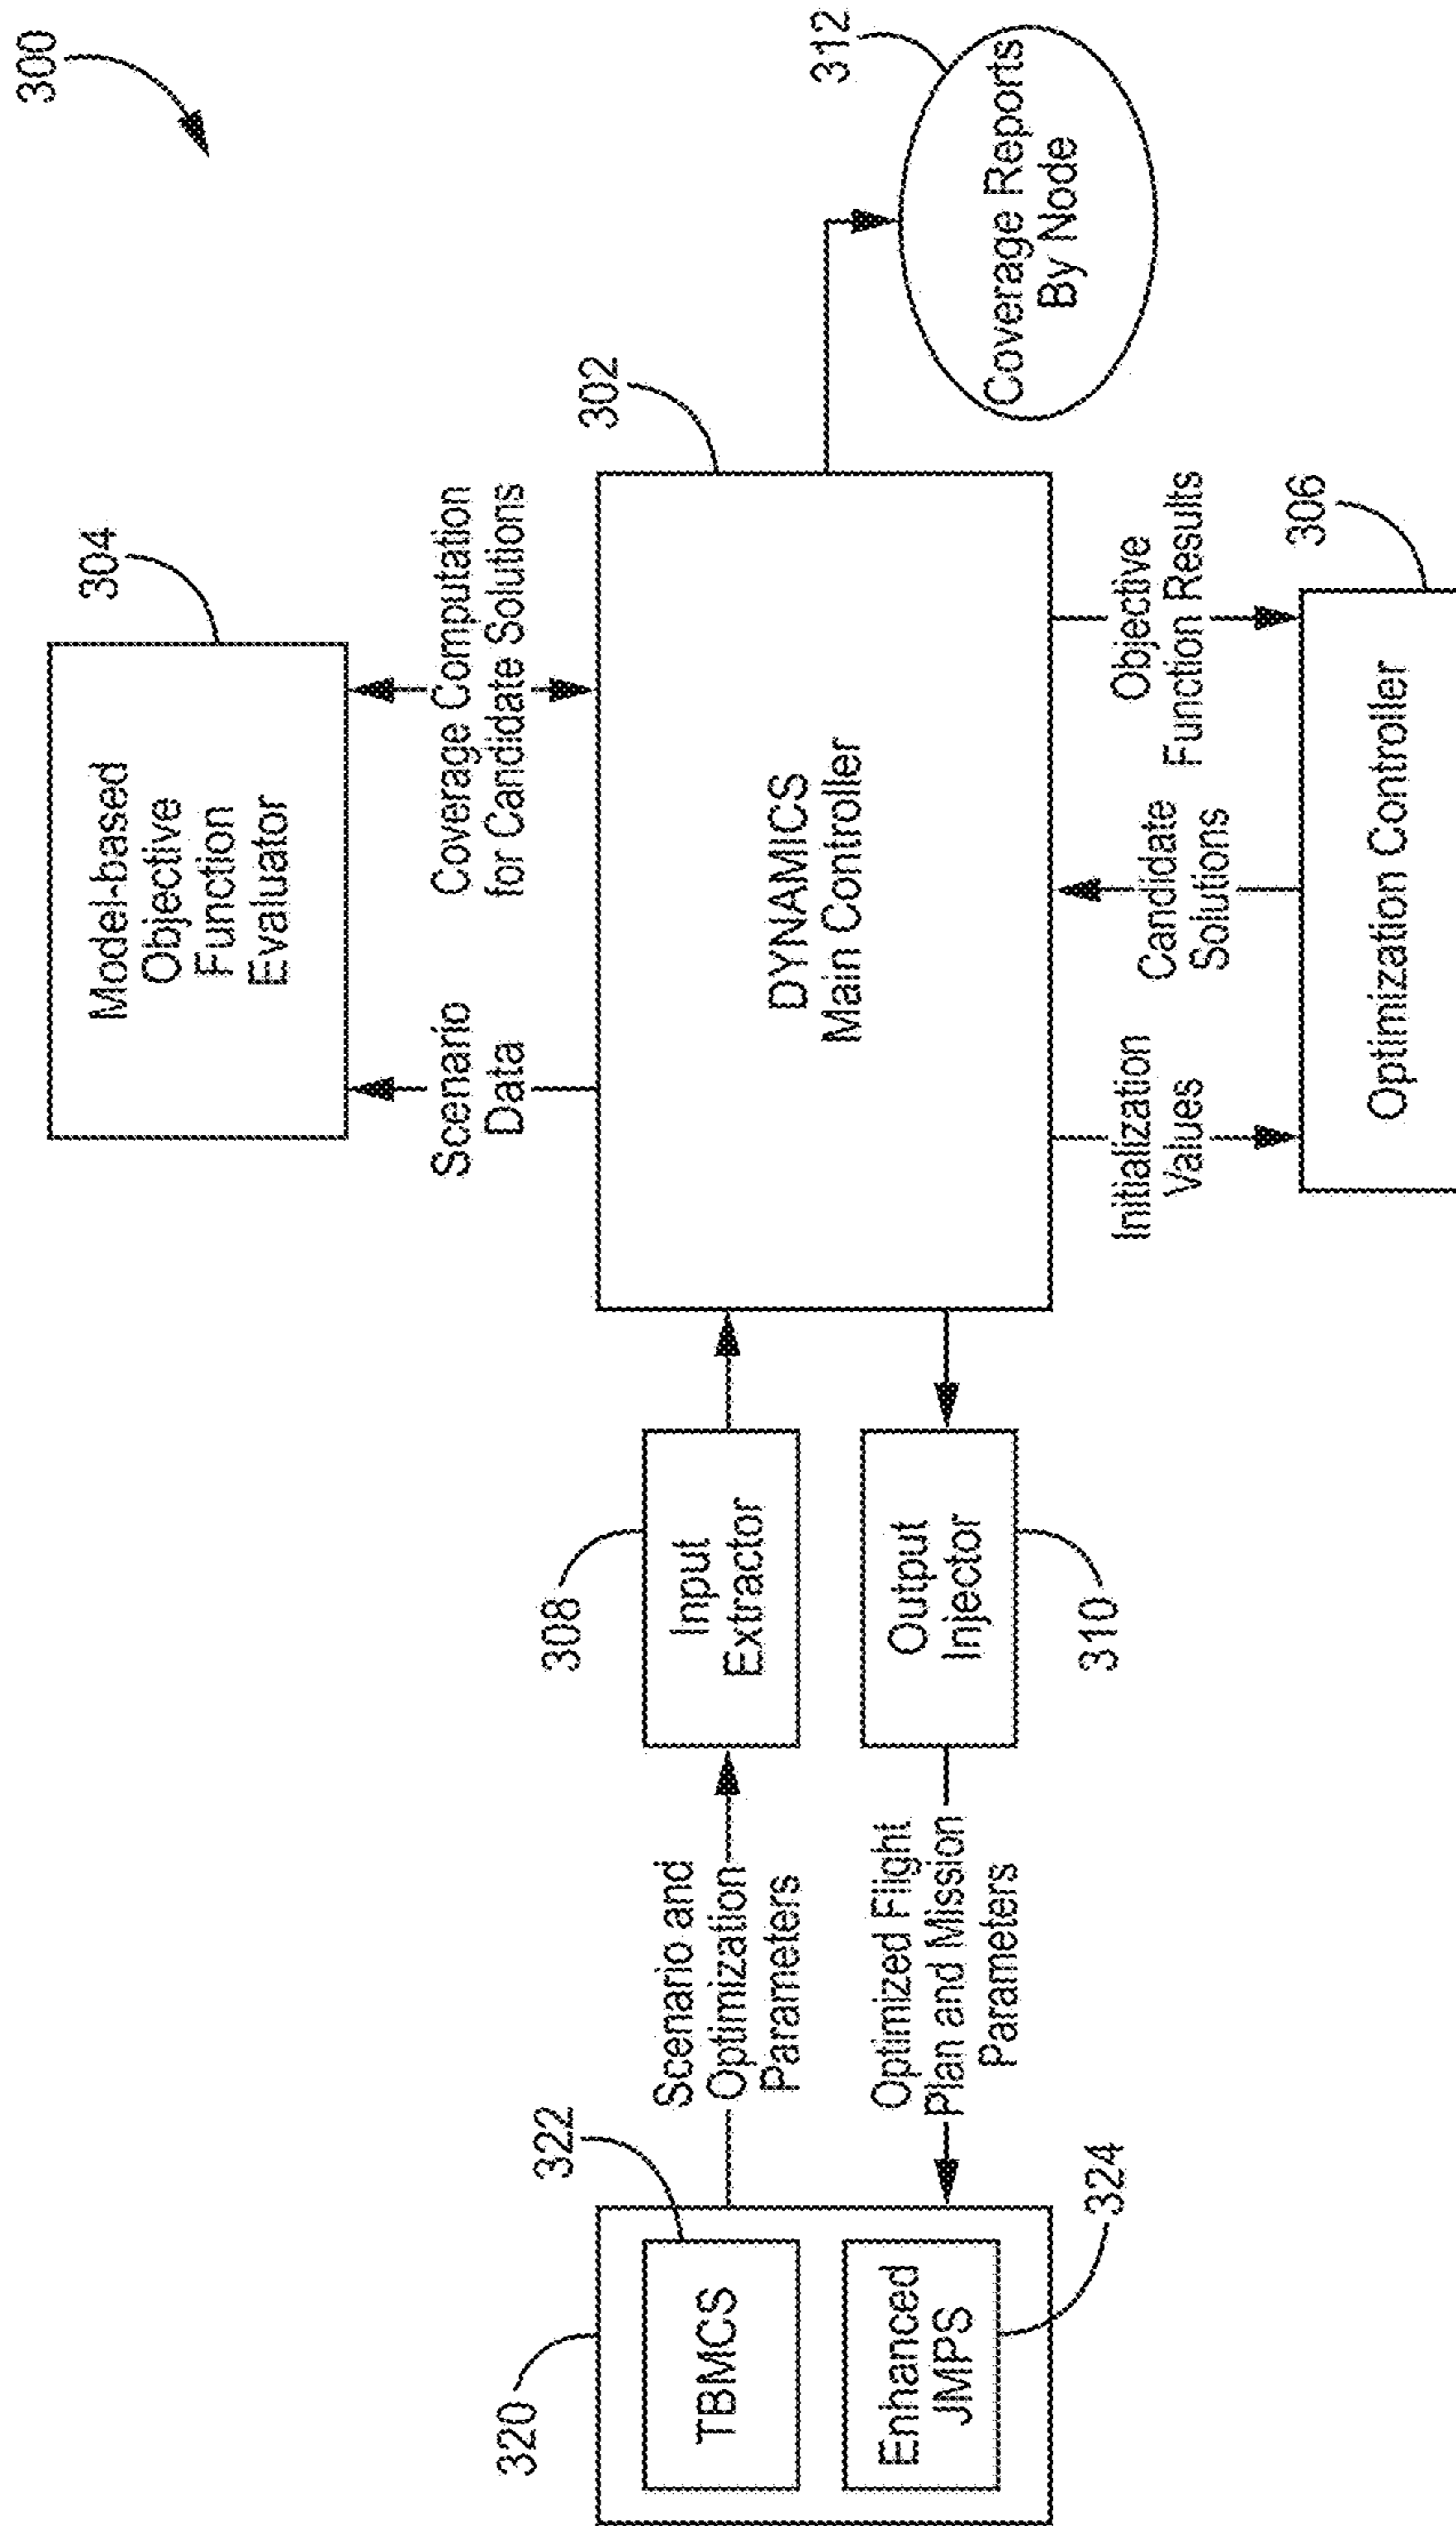 300
304
Model-based
Objective
Function
Evaluator
Scenario
Data
Coverage Computation
for Candidate Solutions
302
DYNAMICS
Main Controller
312
Coverage Reports
By Node
320
322
TBMCS
Enhanced
JMPS
324
Scenario and
Optimization
Parameters
Optimized Flight
Plan and Mission
Parameters
308
Input
Extractor
Output
Injector
310
Initialization
Values
Candidate
Solutions
Objective
Function Results
306
Optimization Controller